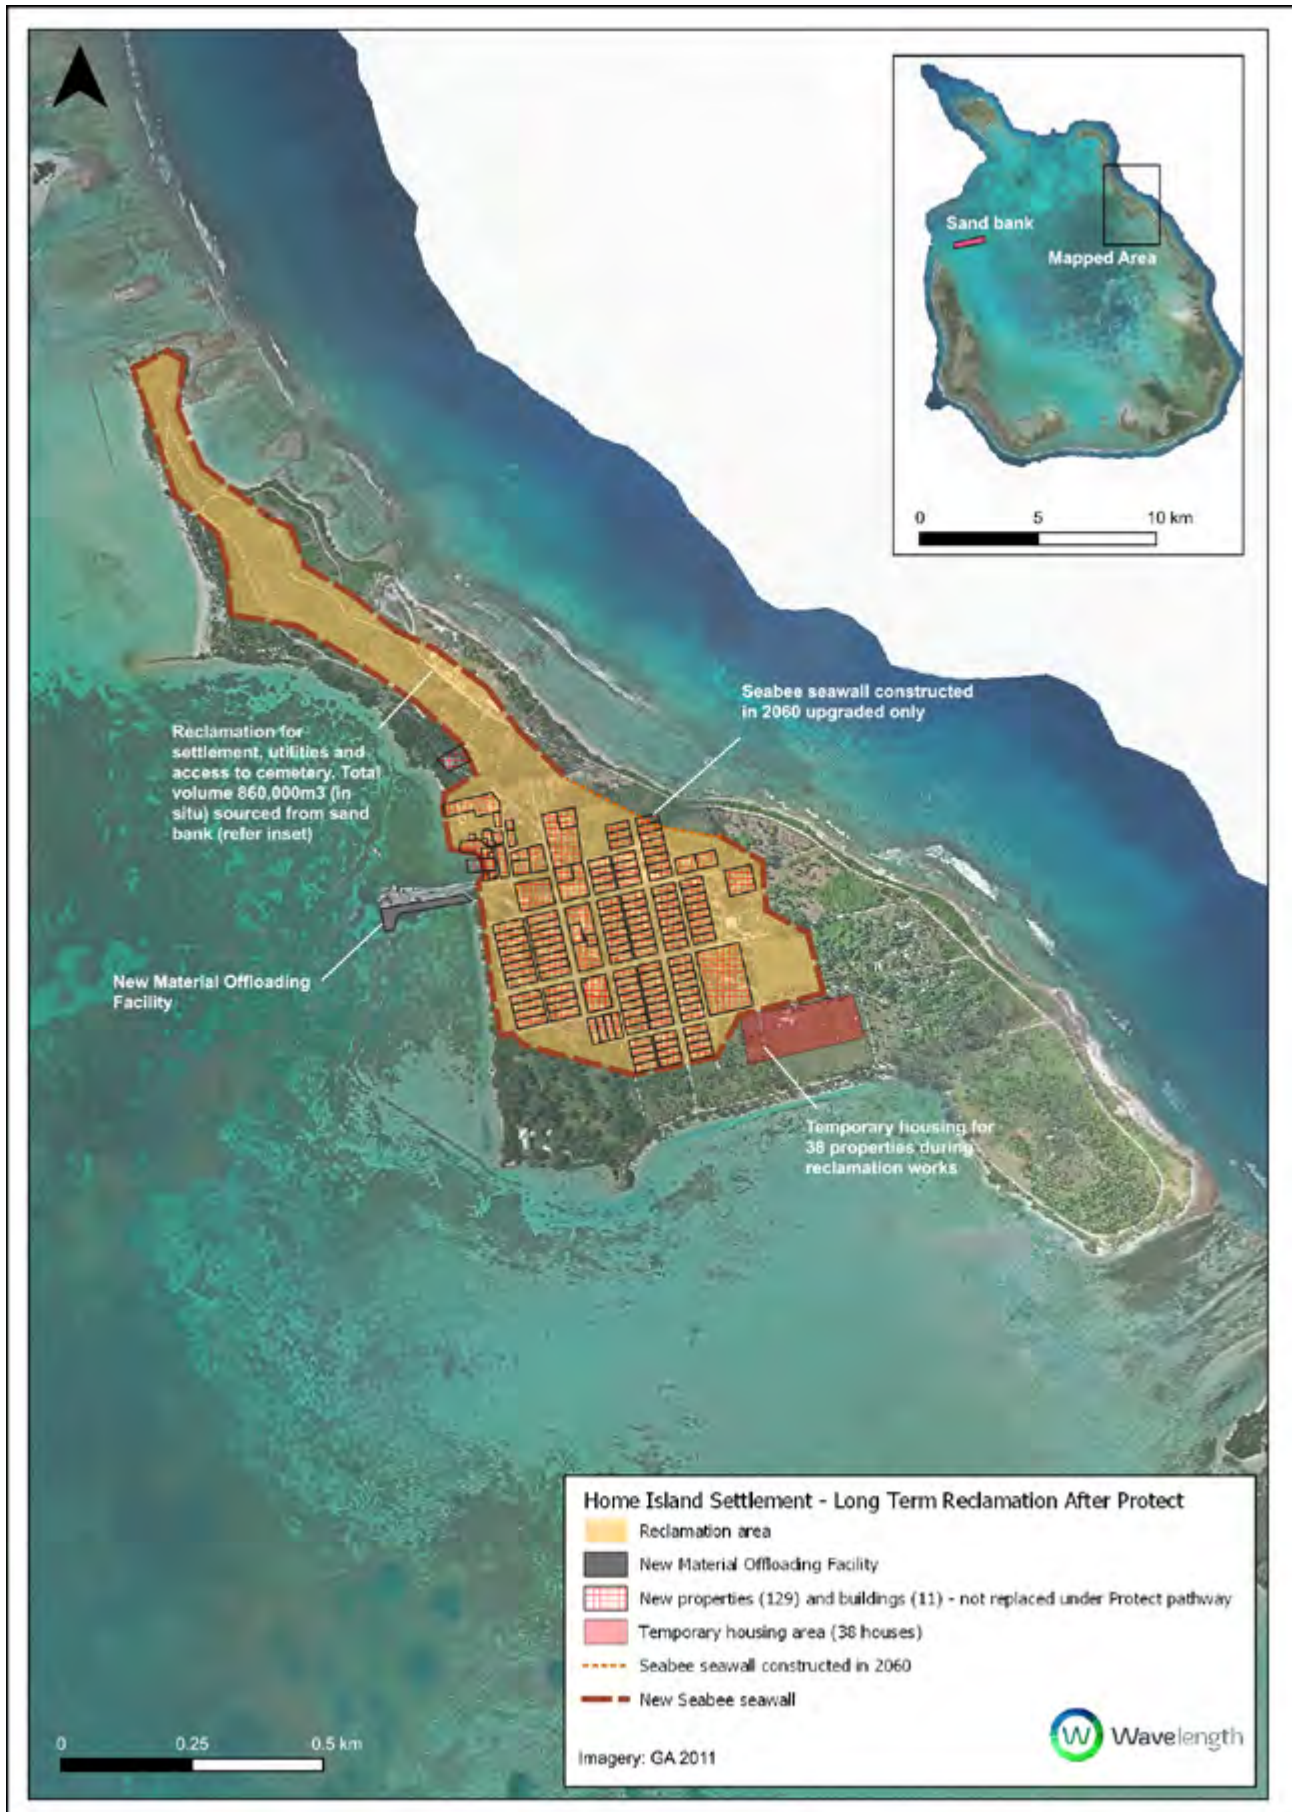 Sand bank
Mapped Area
0 5 10 km
Seabee seawall constructed
in 2060 upgraded only
Reclamation for
settlement, utilities and
access to cemetery. Total
volume 860,000m3 (in
situ) sourced from sand
bank (refer inset)
New Material Offloading
Facility
Temporary housing for
38 properties during
reclamation works
Home Island Settlement - Long Term Reclamation After Protect
Reclamation area
New Material Offloading Facility
New properties (129) and buildings (11) - not replaced under Protect pathway
Temporary housing area (38 houses)
Seabee seawall constructed in 2060
New Seabee seawall
0 0.25 0.5 km
Imagery: GA 2011
W Wavelength